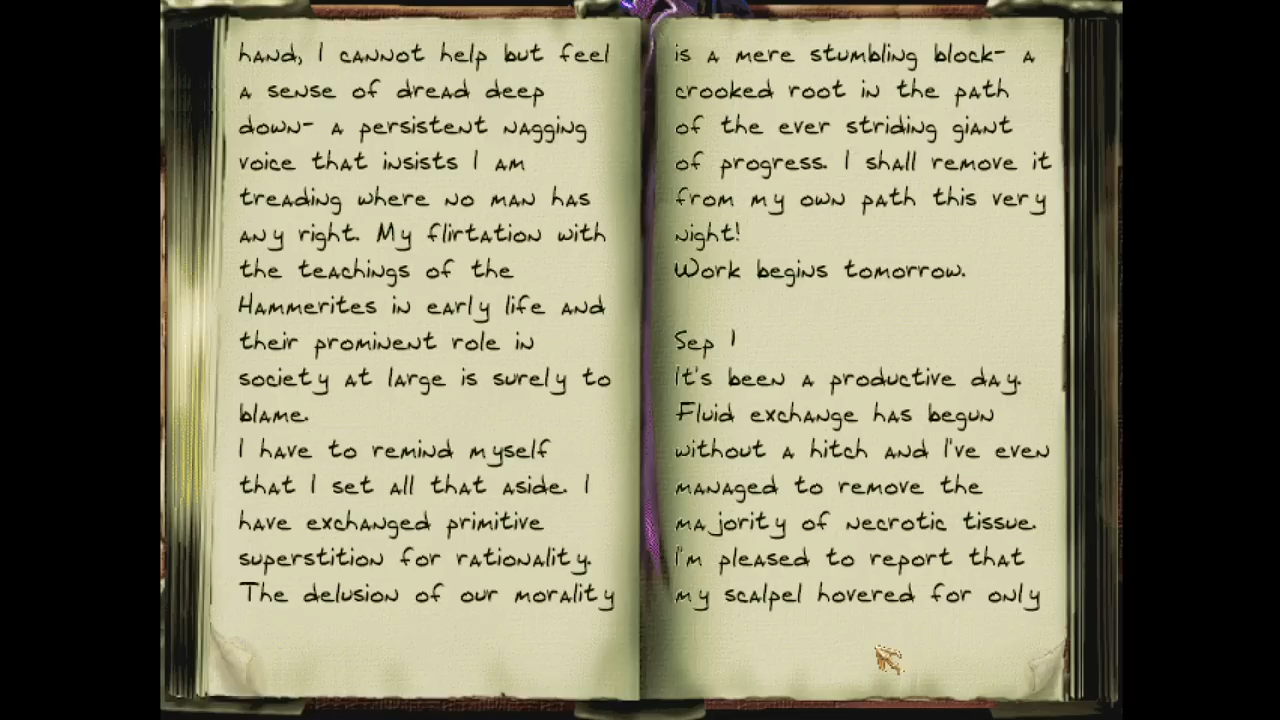 hand, I cannot help but feel
a sense of dread deep
down- a persistent nagging
voice that insists I am
treading where no man has
any right. My flirtation with
the teachings of the
Hammerites in early life and
their prominent role in
society at large is surely to
blame.
I have to remind myself
that I set all that aside. I
have exchanged primitive
superstition for rationality.
The delusion of our morality
is a mere stumbling block- a
crooked root in the path
of the ever striding giant
of progress. I shall remove it
from my own path this very
night!
Work begins tomorrow.
Sep 1
It's been a productive day.
Fluid exchange has begun
without a hitch and I've even
managed to remove the
majority of necrotic tissue.
I'm pleased to report that
my scalpel hovered for only